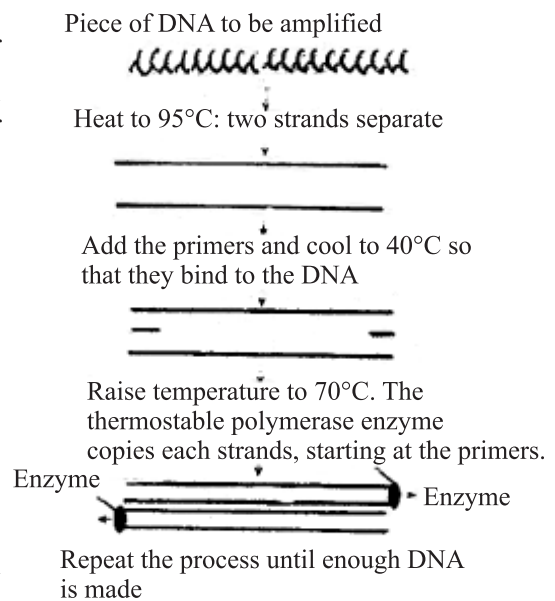 Piece of DNA to be amplified
Heat to 95°C: two strands separate
Add the primers and cool to 40°C so
that they bind to the DNA
Raise temperature to 70°C. The
thermostable polymerase enzyme
copies each strands, starting at the primers.
Enzyme
Enzyme
Repeat the process until enough DNA
is made